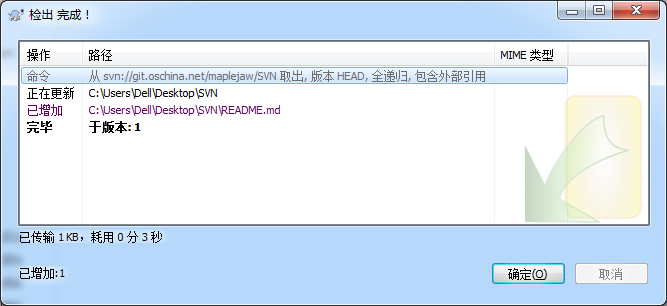 检出 完成！
操作 路径 MIME 类型
命令 从 svn://git.oschina.net/maplejaw/SVN 取出, 版本 HEAD, 全递归, 包含外部引用
正在更新 C:\Users\Dell\Desktop\SVN
已增加 C:\Users\Dell\Desktop\SVN\README.md
完毕 于版本: 1
已传输 1 KB，耗用 0 分 3 秒
已增加:1
确定(O) 取消